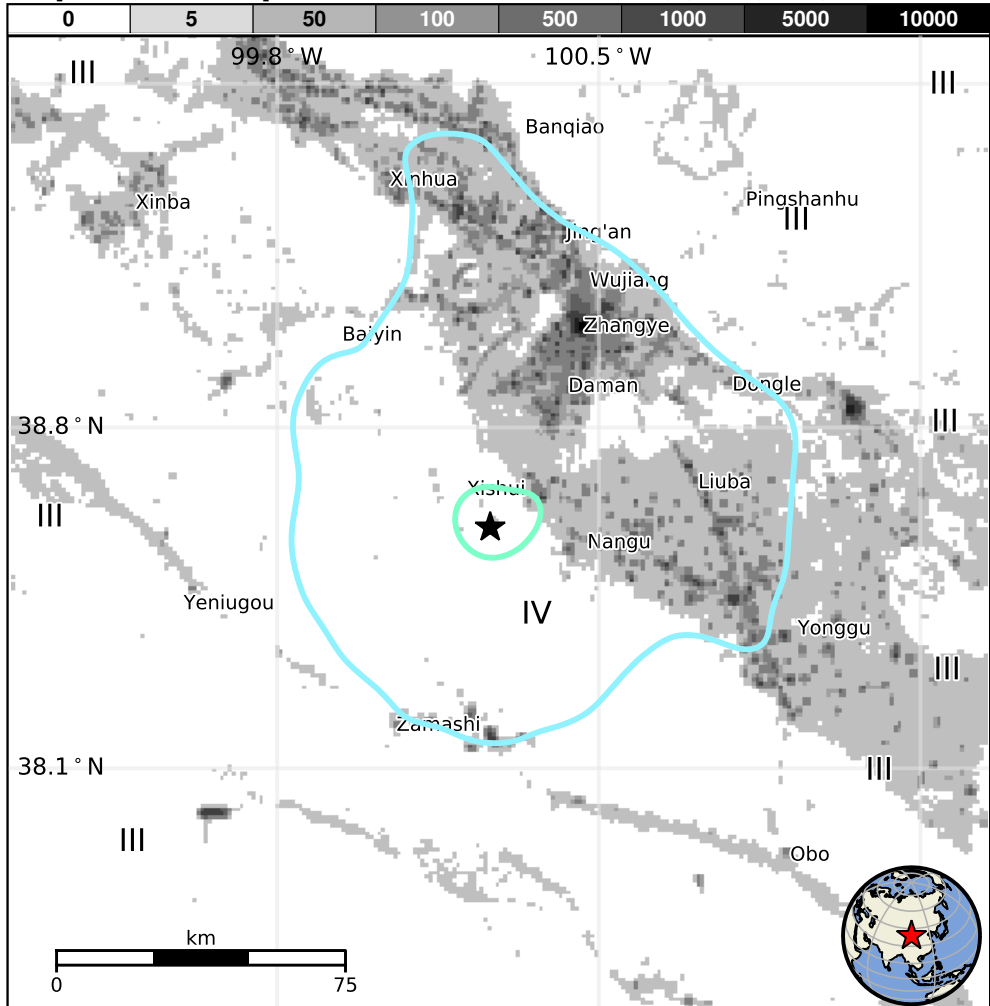 0 5 50 100 500 1000 5000 10000
99.8°W 100.5°W
III III
Banqiao
Xinhua
Xinba Pingshanhu
III
Jing'an
Wujiang
Zhangye
Baiyin
Daman Dongle
38.8°N III
Xishui Liuba
III
Nangu
Yeniugou IV
Yonggu
III
Zamashi
38.1°N III
III
Obo
km
0 75